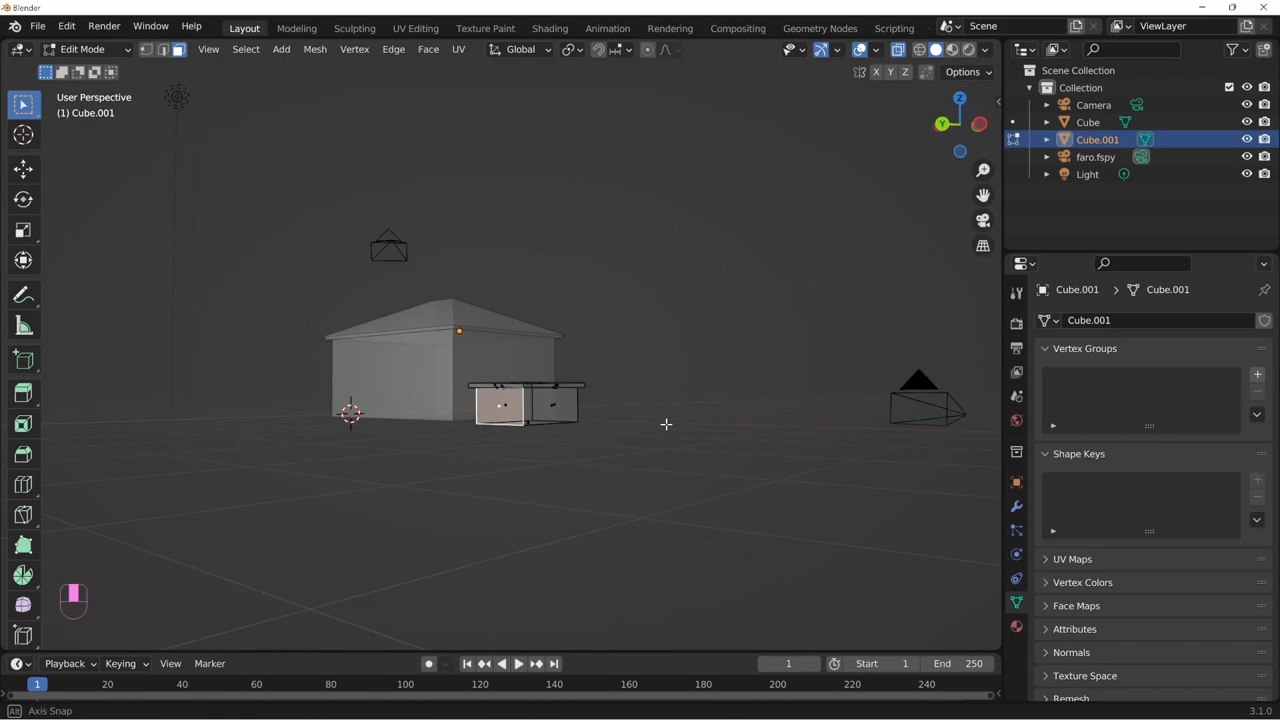 Blender
File Edit Render Window Help
Layout Modeling Sculpting UV Editing Texture Paint Shading Animation Rendering Compositing Geometry Nodes Scripting
Scene
ViewLayer
Edit Mode
View Select Add Mesh Vertex Edge Face UV
Global
X Y Z
Options
User Perspective
(1) Cube.001
Z
Y
Scene Collection
Collection
Camera
Cube
Cube.001
faro.fspy
Light
Cube.001 > Cube.001
Cube.001
Vertex Groups
Shape Keys
UV Maps
Vertex Colors
Face Maps
Attributes
Normals
Texture Space
Remesh
Playback Keying View Marker
1
Start 1
End 250
1 20 40 60 80 100 120 140 160 180 200 220 240
Alt Axis Snap
3.1.0